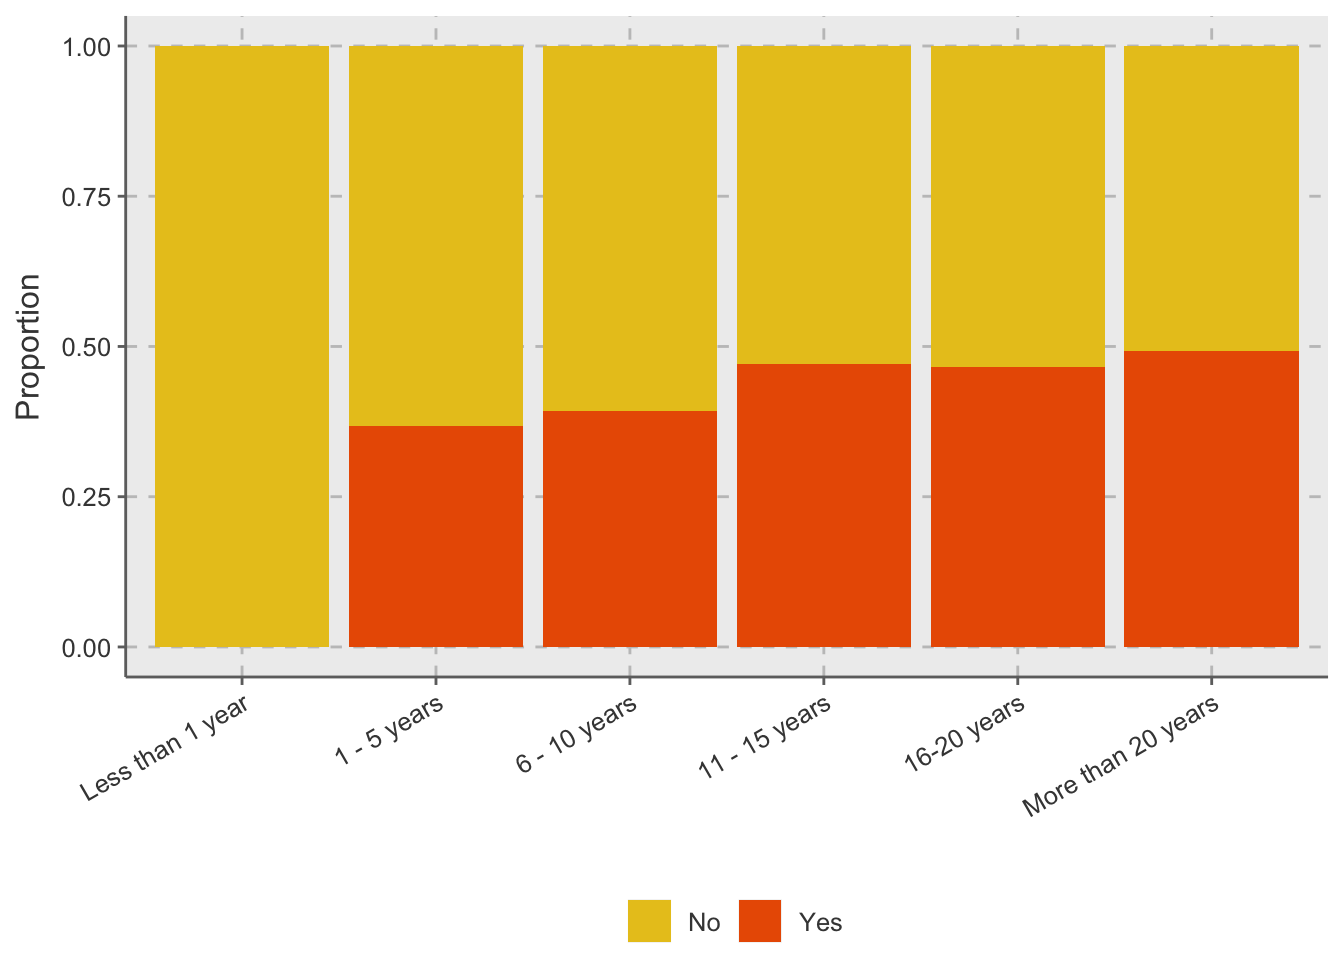 Proportion
1.00
0.75
0.50
0.25
0.00
Less than 1 year
1 - 5 years
6 - 10 years
11 - 15 years
16-20 years
More than 20 years
No
Yes